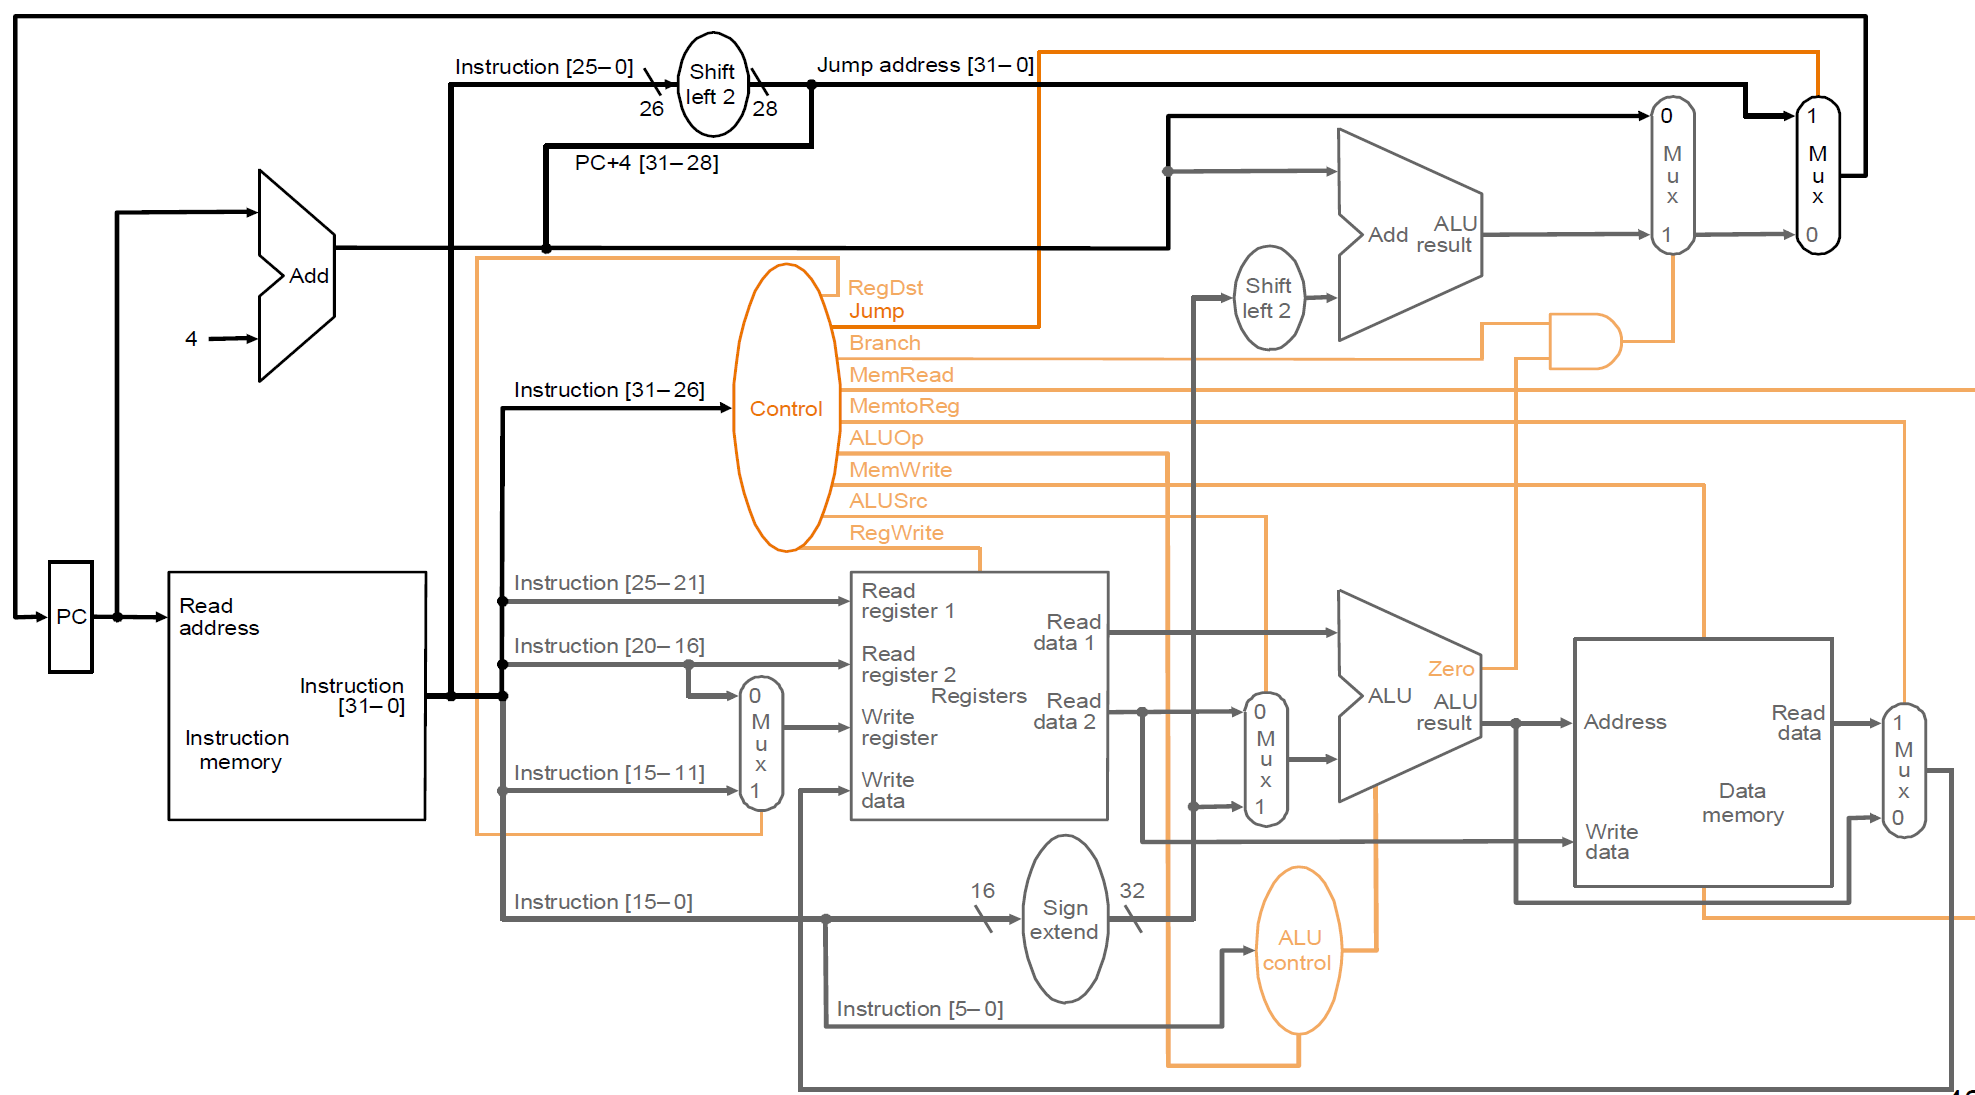 Instruction [25–0]
Shift
left 2
Jump address [31–0]
26
28
PC+4 [31–28]
Add
4
0
M
u
x
1
1
M
u
x
0
Add
ALU
result
Shift
left 2
RegDst
Jump
Branch
MemRead
MemtoReg
ALUOp
MemWrite
ALUSrc
RegWrite
Control
Instruction [31–26]
PC
Read
address
Instruction
[31–0]
Instruction
memory
Instruction [25–21]
Instruction [20–16]
Instruction [15–11]
Instruction [15–0]
0
M
u
x
1
Read
register 1
Read
register 2
Write
register
Write
data
Registers
Read
data 1
Read
data 2
0
M
u
x
1
Zero
ALU
ALU
result
Address
Read
data
Data
memory
Write
data
1
M
u
x
0
16
Sign
extend
32
ALU
control
Instruction [5–0]